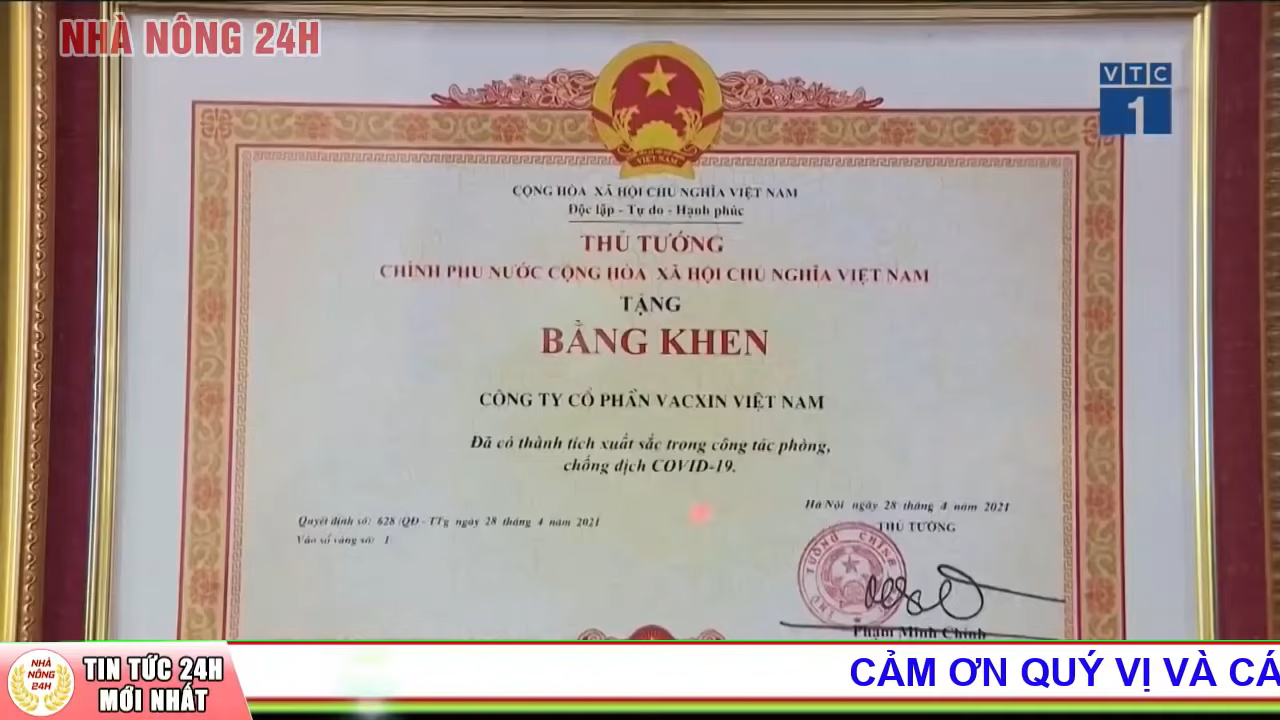 NHÀ NÔNG 24H
VTC
1
VIỆT NAM
CỘNG HÒA XÃ HỘI CHỦ NGHĨA VIỆT NAM
Độc lập - Tự do - Hạnh phúc
THỦ TƯỚNG
CHÍNH PHỦ NƯỚC CỘNG HÒA XÃ HỘI CHỦ NGHĨA VIỆT NAM
TẶNG
BẰNG KHEN
CÔNG TY CỔ PHẦN VACXIN VIỆT NAM
Đã có thành tích xuất sắc trong công tác phòng,
chống dịch COVID-19.
Hà Nội ngày 28 tháng 4 năm 2021
Quyết định số: 628 /QĐ - TTg ngày 28 tháng 4 năm 2021
THỦ TƯỚNG
Vào sổ vàng số: 1
THỦ TƯỚNG CHÍNH
Phạm Minh Chính
NHÀ
NÔNG
24H
TIN TỨC 24H
MỚI NHẤT
CẢM ƠN QUÝ VỊ VÀ CÁ